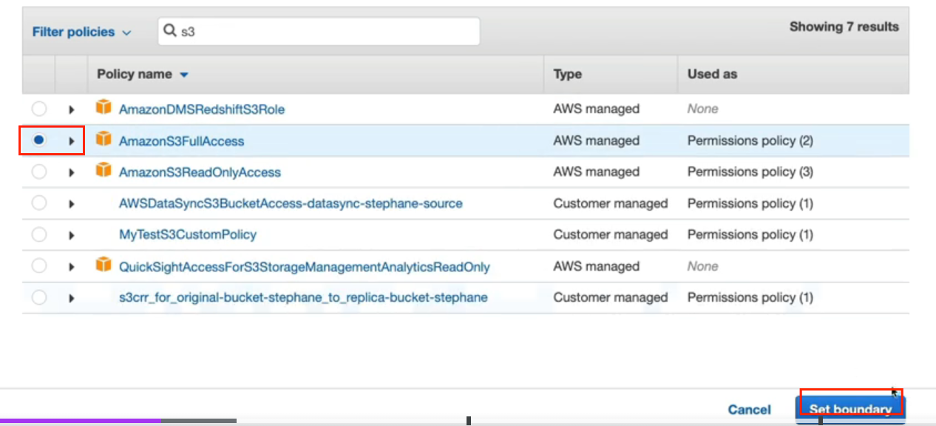 Filter policies s3 Showing 7 results
Policy name Type Used as
AmazonDMSRedshiftS3Role AWS managed None
AmazonS3FullAccess AWS managed Permissions policy (2)
AmazonS3ReadOnlyAccess AWS managed Permissions policy (3)
AWSDataSyncS3BucketAccess-datasync-stephane-source Customer managed Permissions policy (1)
MyTestS3CustomPolicy Customer managed Permissions policy (1)
QuickSightAccessForS3StorageManagementAnalyticsReadOnly AWS managed None
s3crr_for_original-bucket-stephane_to_replica-bucket-stephane Customer managed Permissions policy (1)
Cancel Set boundary